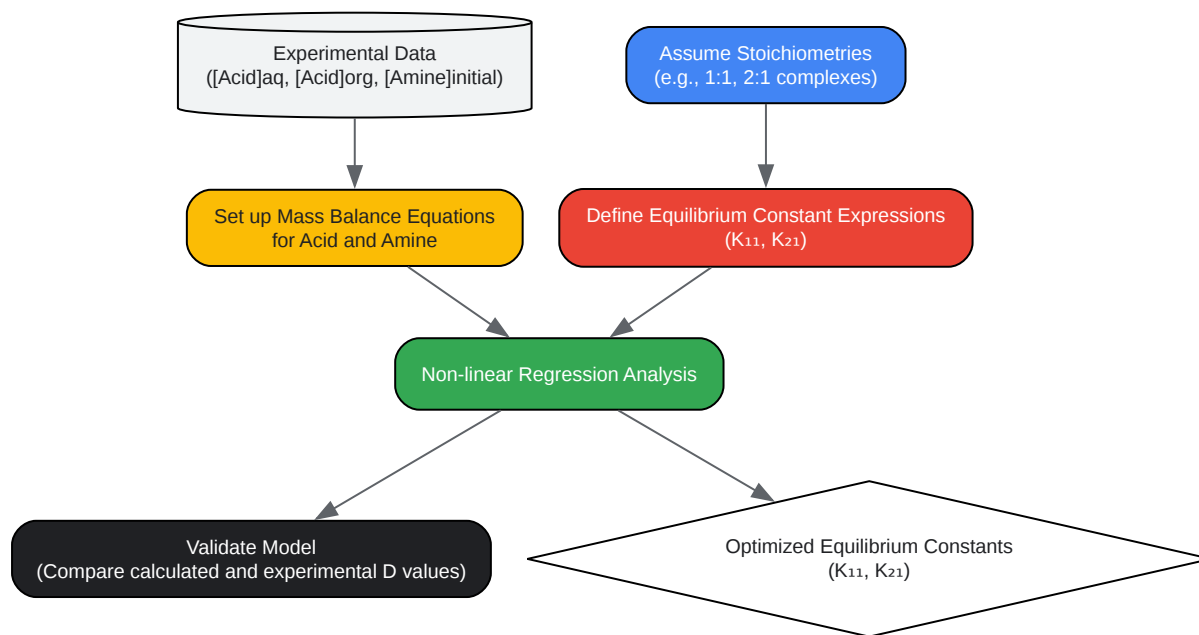 Experimental Data
([Acid]aq, [Acid]org, [Amine]initial)
Assume Stoichiometries
(e.g., 1:1, 2:1 complexes)
Set up Mass Balance Equations
for Acid and Amine
Define Equilibrium Constant Expressions
(K₁₁, K₂₁)
Non-linear Regression Analysis
Validate Model
(Compare calculated and experimental D values)
Optimized Equilibrium Constants
(K₁₁, K₂₁)